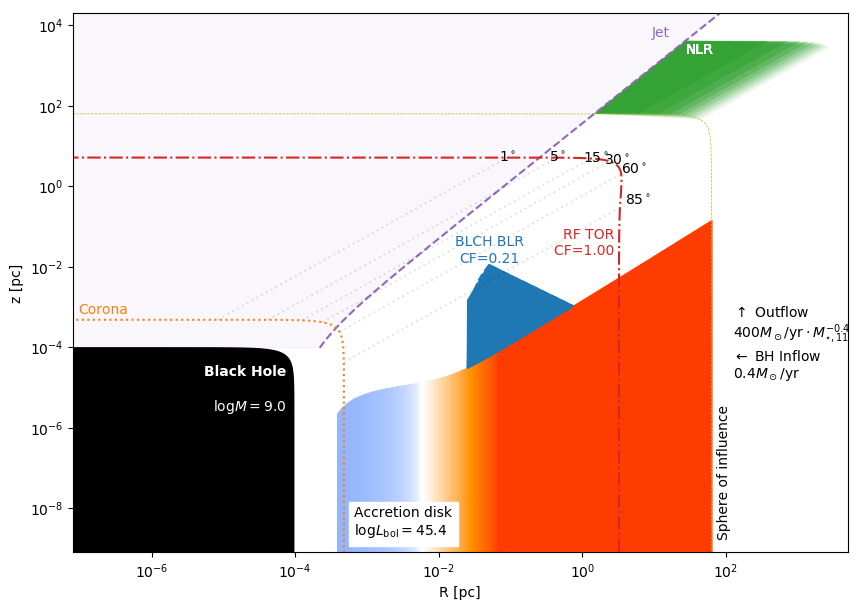 10^4
10^2
10^0
10^−2
10^−4
10^−6
10^−8
z [pc]
Jet
NLR
1°
5°
15°
30°
60°
85°
BLCH BLR
CF=0.21
RF TOR
CF=1.00
Corona
Black Hole
logM = 9.0
Accretion disk
logL_bol = 45.4
Sphere of influence
↑ Outflow
400M_⊙/yr · M_⋆,11^−0.4
← BH Inflow
0.4M_⊙/yr
10^−6
10^−4
10^−2
10^0
10^2
R [pc]